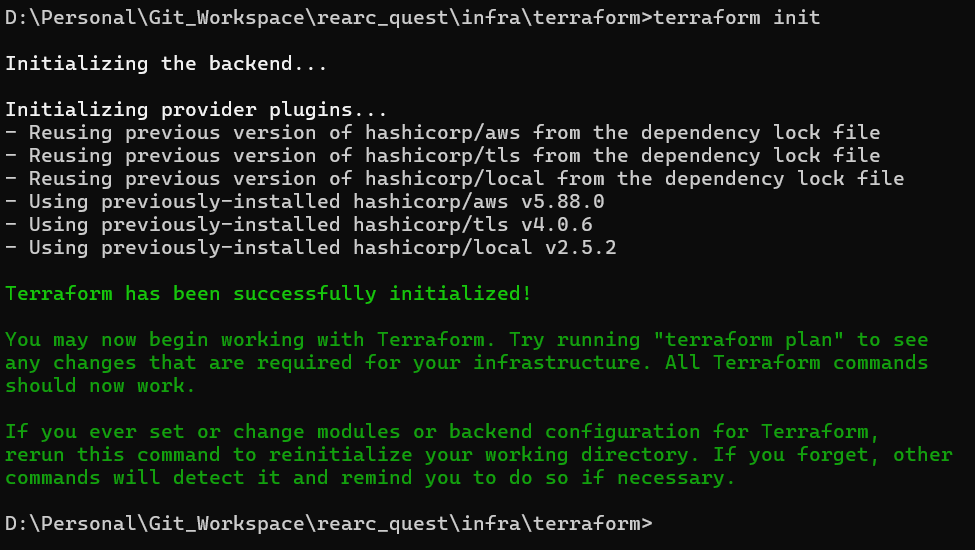 D:\Personal\Git_Workspace\rearc_quest\infra\terraform>terraform init
Initializing the backend...
Initializing provider plugins...
- Reusing previous version of hashicorp/aws from the dependency lock file
- Reusing previous version of hashicorp/tls from the dependency lock file
- Reusing previous version of hashicorp/local from the dependency lock file
- Using previously-installed hashicorp/aws v5.88.0
- Using previously-installed hashicorp/tls v4.0.6
- Using previously-installed hashicorp/local v2.5.2
Terraform has been successfully initialized!
You may now begin working with Terraform. Try running "terraform plan" to see
any changes that are required for your infrastructure. All Terraform commands
should now work.
If you ever set or change modules or backend configuration for Terraform,
rerun this command to reinitialize your working directory. If you forget, other
commands will detect it and remind you to do so if necessary.
D:\Personal\Git_Workspace\rearc_quest\infra\terraform>